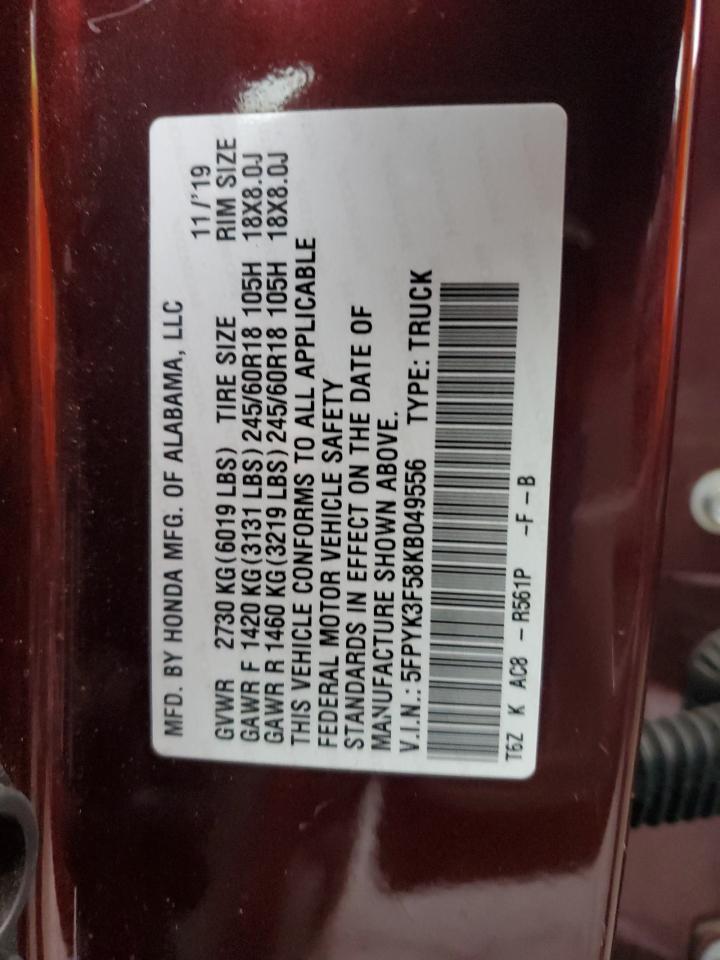 MFD. BY HONDA MFG. OF ALABAMA, LLC
11/'19
GVWR 2730 KG(6019 LBS) TIRE SIZE RIM SIZE
GAWR F 1420 KG(3131 LBS)245/60R18 105H 18X8.0J
GAWR R 1460 KG(3219 LBS)245/60R18 105H 18X8.0J
THIS VEHICLE CONFORMS TO ALL APPLICABLE
FEDERAL MOTOR VEHICLE SAFETY
STANDARDS IN EFFECT ON THE DATE OF
MANUFACTURE SHOWN ABOVE.
V.I.N.:5FPYK3F58KB049556 TYPE: TRUCK
T6Z K AC8 -R561P -F-B